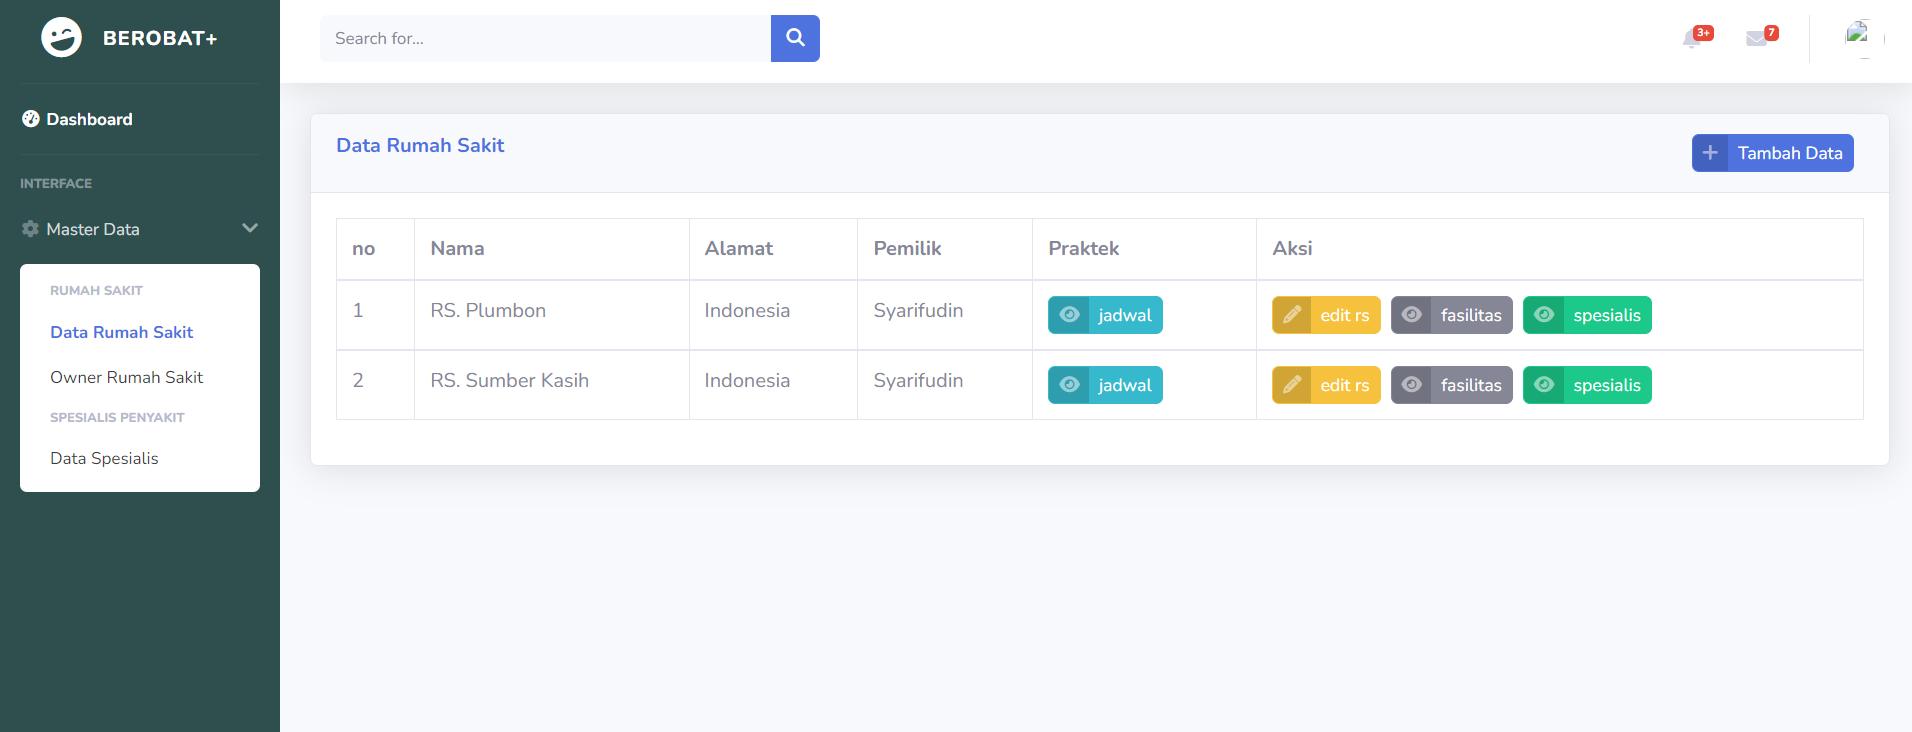 BEROBAT+
Search for...
3+
7
Dashboard
INTERFACE
Master Data
RUMAH SAKIT
Data Rumah Sakit
Owner Rumah Sakit
SPESIALIS PENYAKIT
Data Spesialis
Data Rumah Sakit
Tambah Data
no Nama Alamat Pemilik Praktek Aksi
1 RS. Plumbon Indonesia Syarifudin jadwal edit rs fasilitas spesialis
2 RS. Sumber Kasih Indonesia Syarifudin jadwal edit rs fasilitas spesialis